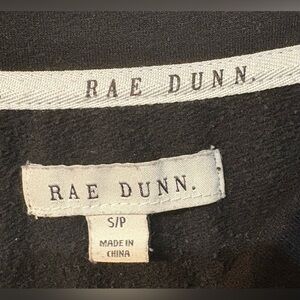 RAE DUNN.
RAE DUNN.
S/P
MADE IN
CHINA